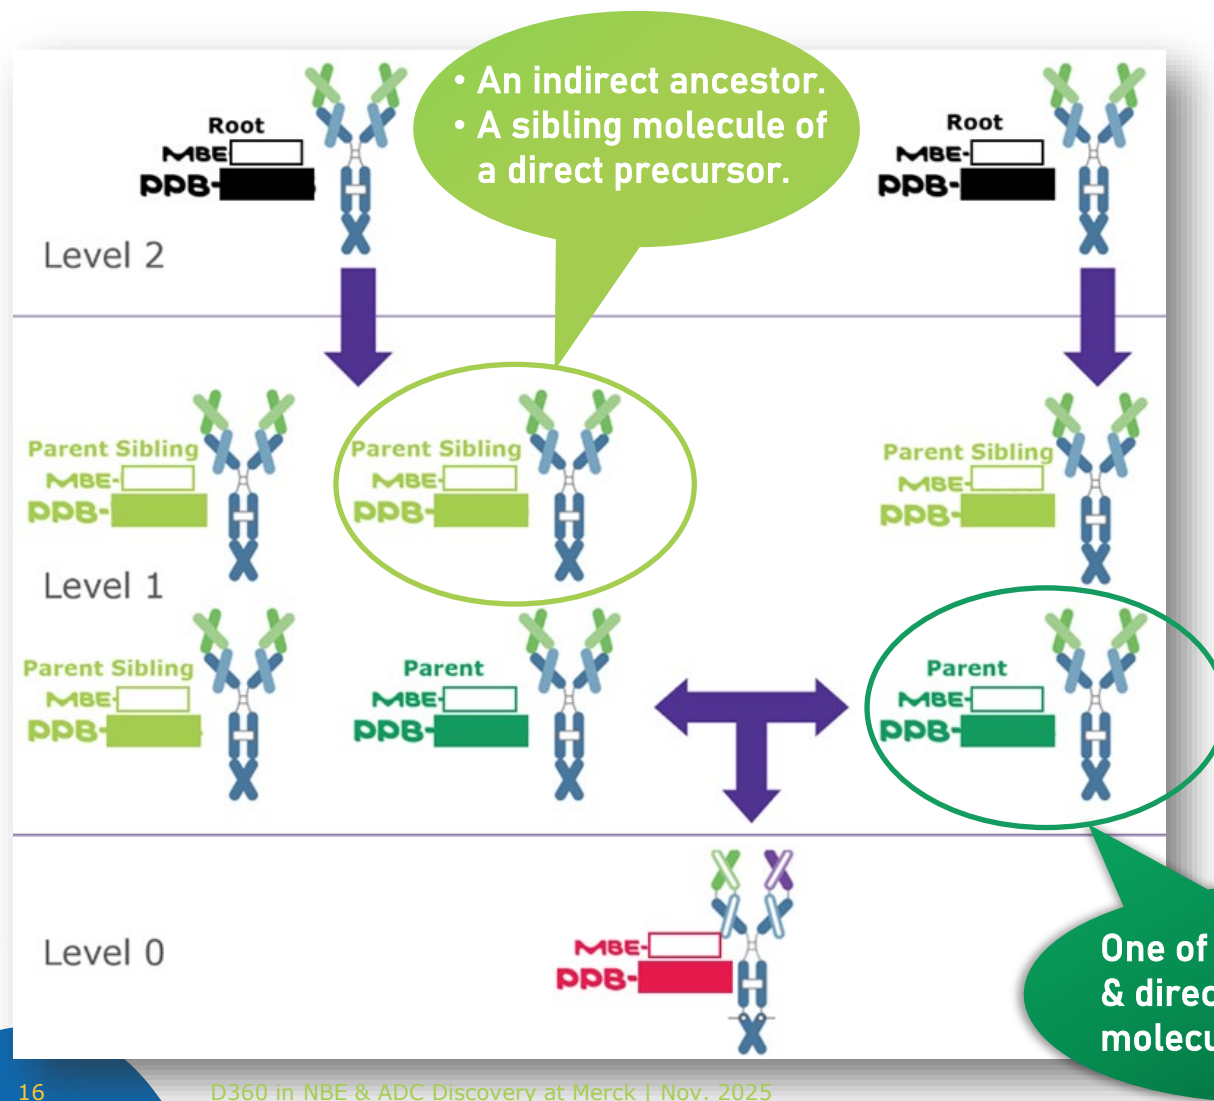 • An indirect ancestor.
• A sibling molecule of
a direct precursor.
Root
MBE
PPB-
Root
MBE-
PPB-
Level 2
Parent Sibling
MBE-
PPB-
Parent Sibling
MBE-
PPB-
Parent Sibling
MBE-
PPB-
Level 1
Parent Sibling
MBE-
PPB-
Parent
MBE-
PPB-
Parent
MBE-
PPB-
Level 0
MBE-
PPB-
One of
& direc
molecu
16
D360 in NBE & ADC Discovery at Merck | Nov. 2025